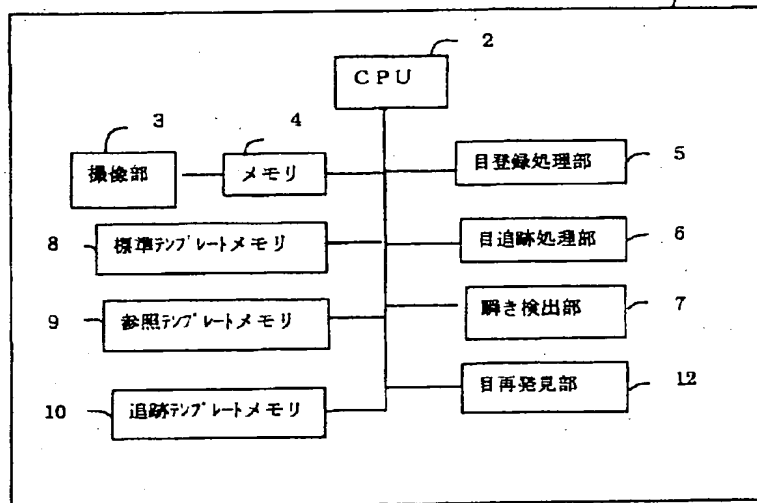 2
CPU
3
4
撮像部
メモリ
目登録処理部
5
8
標準テンプレートメモリ
目追跡処理部
6
9
参照テンプレートメモリ
瞬き検出部
7
10
追跡テンプレートメモリ
目再発見部
12